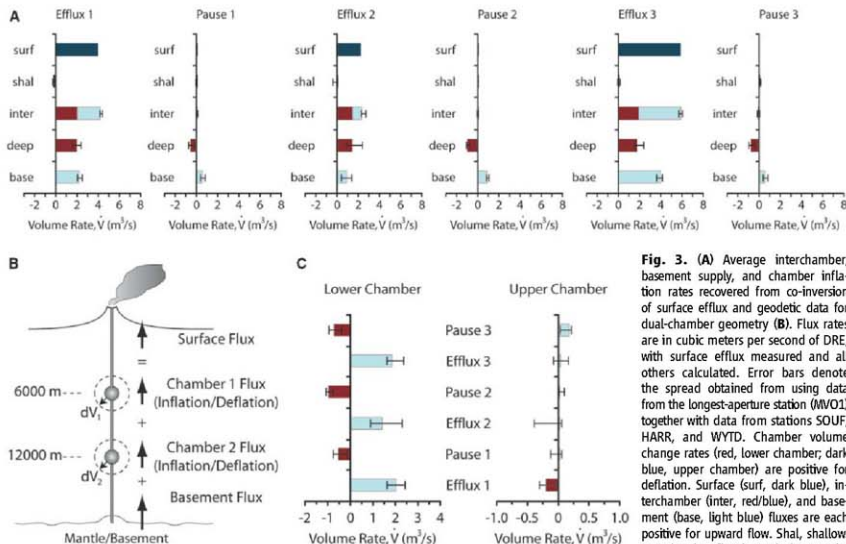 A
Efflux 1
Pause 1
Efflux 2
Pause 2
Efflux 3
Pause 3
surf
shal
inter
deep
base
-2 0 2 4 6 8
Volume Rate, V̇ (m³/s)
surf
shal
inter
deep
base
-2 0 2 4 6 8
Volume Rate, V̇ (m³/s)
surf
shal
inter
deep
base
-2 0 2 4 6 8
Volume Rate, V̇ (m³/s)
surf
shal
inter
deep
base
-2 0 2 4 6 8
Volume Rate, V̇ (m³/s)
surf
shal
inter
deep
base
-2 0 2 4 6 8
Volume Rate, V̇ (m³/s)
surf
shal
inter
deep
base
-2 0 2 4 6 8
Volume Rate, V̇ (m³/s)
B
Surface Flux
=
6000 m
dV₁
Chamber 1 Flux
(Inflation/Deflation)
+
12000 m
dV₂
Chamber 2 Flux
(Inflation/Deflation)
+
Basement Flux
Mantle/Basement
C
Lower Chamber
Upper Chamber
Pause 3
Efflux 3
Pause 2
Efflux 2
Pause 1
Efflux 1
-2 -1 0 1 2 3 4
Volume Rate, V̇ (m³/s)
-1.0 -0.5 0 0.5 1.0
Volume Rate, V̇ (m³/s)
Fig. 3. (A) Average interchamber,
basement supply, and chamber infla-
tion rates recovered from co-inversion
of surface efflux and geodetic data for
dual-chamber geometry (B). Flux rates
are in cubic meters per second of DRE,
with surface efflux measured and all
others calculated. Error bars denote
the spread obtained from using data
from the longest-aperture station (MVO1)
together with data from stations SOUF,
HARR, and WYTD. Chamber volume
change rates (red, lower chamber; dark
blue, upper chamber) are positive for
deflation. Surface (surf, dark blue), in-
terchamber (inter, red/blue), and base-
ment (base, light blue) fluxes are each
positive for upward flow. Shal, shallow.